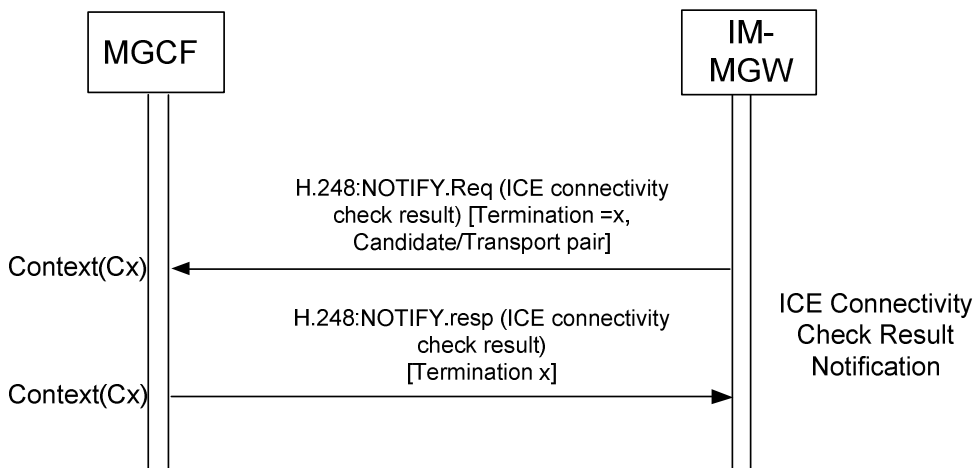 MGCF
IM-
MGW
H.248:NOTIFY.Req (ICE connectivity
check result) [Termination =x,
Candidate/Transport pair]
Context(Cx)
H.248:NOTIFY.resp (ICE connectivity
check result)
[Termination x]
Context(Cx)
ICE Connectivity
Check Result
Notification